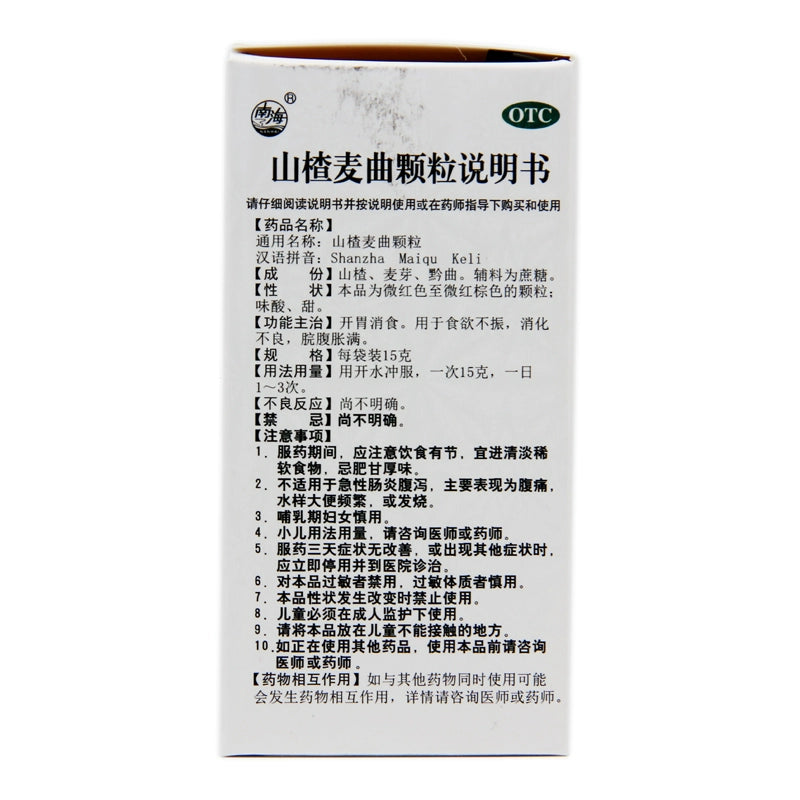 南海
®
OTC
山楂麦曲颗粒说明书
请仔细阅读说明书并按说明使用或在药师指导下购买和使用
【药品名称】
通用名称：山楂麦曲颗粒
汉语拼音：Shanzha Maiqu Keli
【成 份】山楂、麦芽、黔曲。辅料为蔗糖。
【性 状】本品为微红色至微红棕色的颗粒；
味酸、甜。
【功能主治】开胃消食。用于食欲不振，消化
不良，脘腹胀满。
【规 格】每袋装15克
【用法用量】用开水冲服，一次15克，一日
1～3次。
【不良反应】尚不明确。
【禁 忌】尚不明确。
【注意事项】
1．服药期间，应注意饮食有节，宜进清淡稀
软食物，忌肥甘厚味。
2．不适用于急性肠炎腹泻，主要表现为腹痛，
水样大便频繁，或发烧。
3．哺乳期妇女慎用。
4．小儿用法用量，请咨询医师或药师。
5．服药三天症状无改善，或出现其他症状时，
应立即停用并到医院诊治。
6．对本品过敏者禁用，过敏体质者慎用。
7．本品性状发生改变时禁止使用。
8．儿童必须在成人监护下使用。
9．请将本品放在儿童不能接触的地方。
10.如正在使用其他药品，使用本品前请咨询
医师或药师。
【药物相互作用】如与其他药物同时使用可能
会发生药物相互作用，详情请咨询医师或药师。